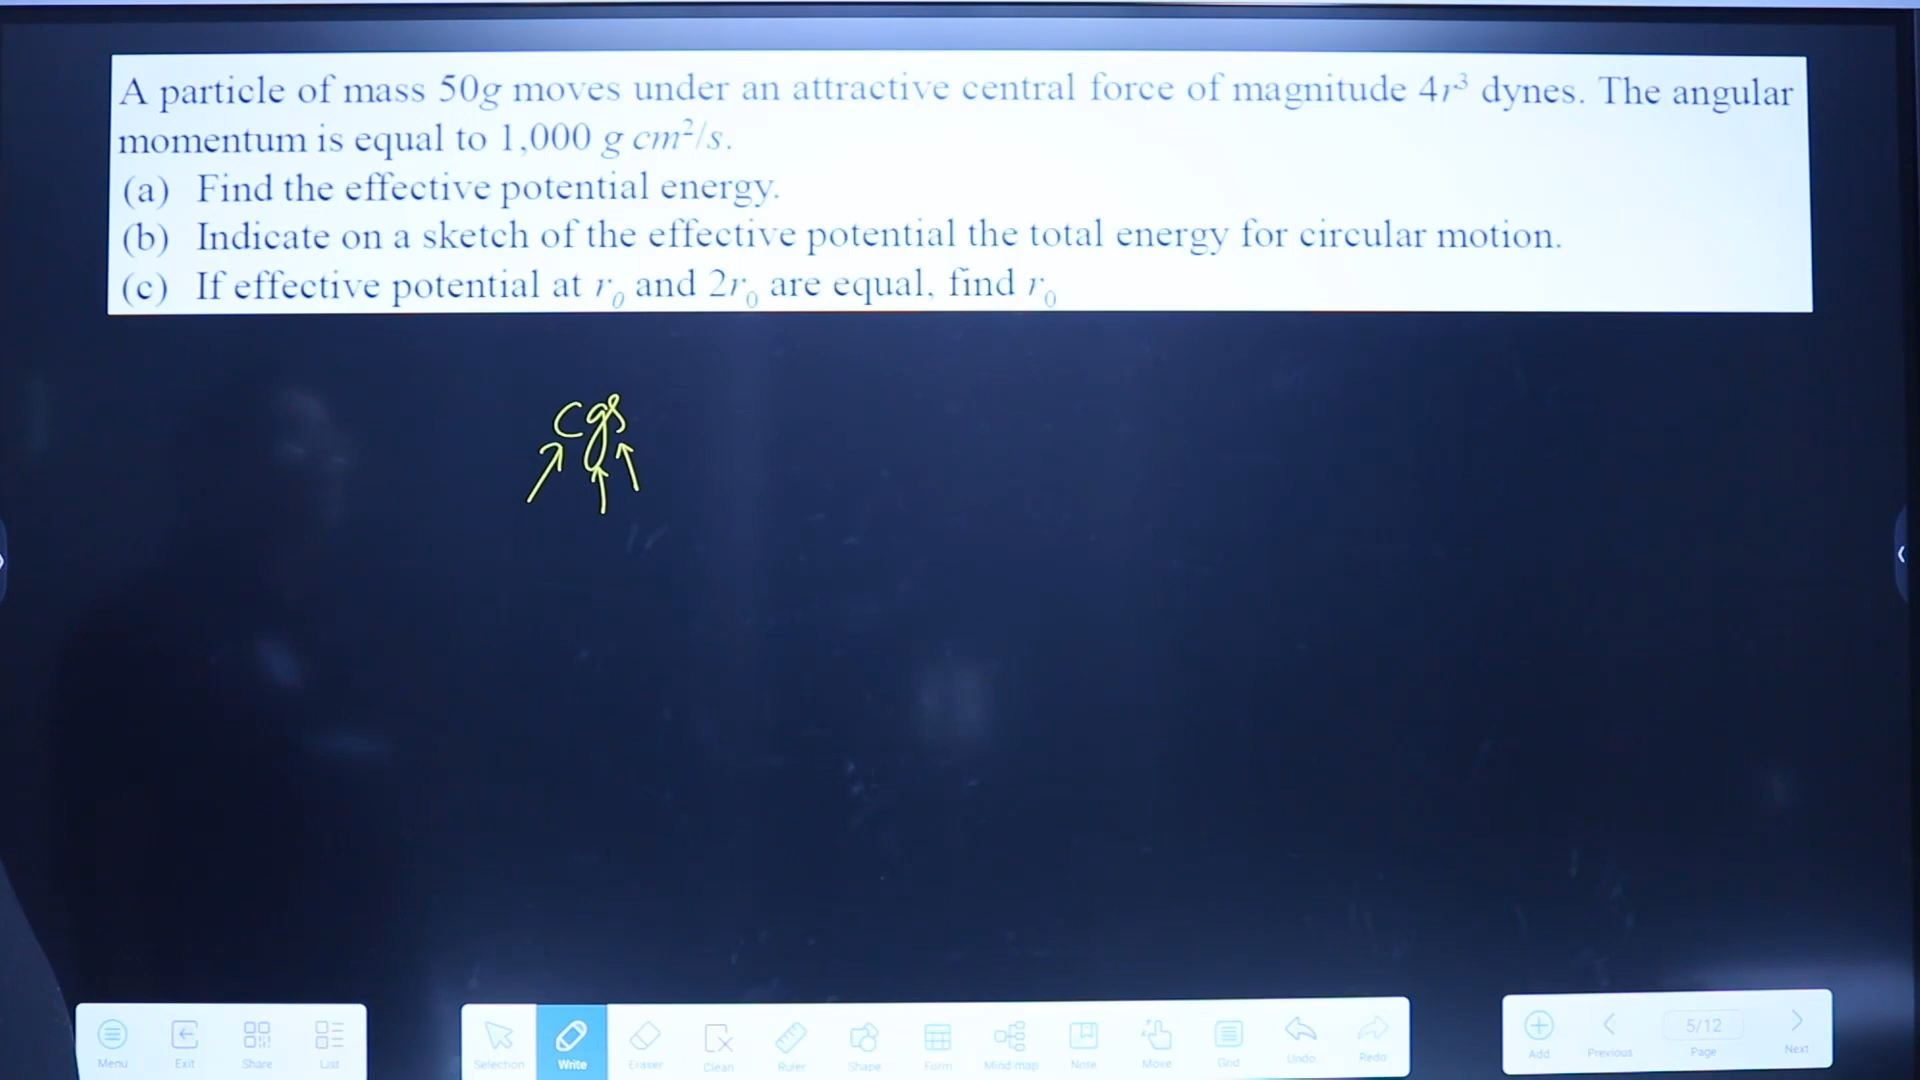 A particle of mass 50g moves under an attractive central force of magnitude 4r³ dynes. The angular
momentum is equal to 1,000 g cm²/s.
(a) Find the effective potential energy.
(b) Indicate on a sketch of the effective potential the total energy for circular motion.
(c) If effective potential at r₀ and 2r₀ are equal, find r₀
cgs
Menu Exit Share List Selection Write Eraser Clean Ruler Shape Form Mind map Note Move Grid Undo Redo Add Previous 5/12 Page Next